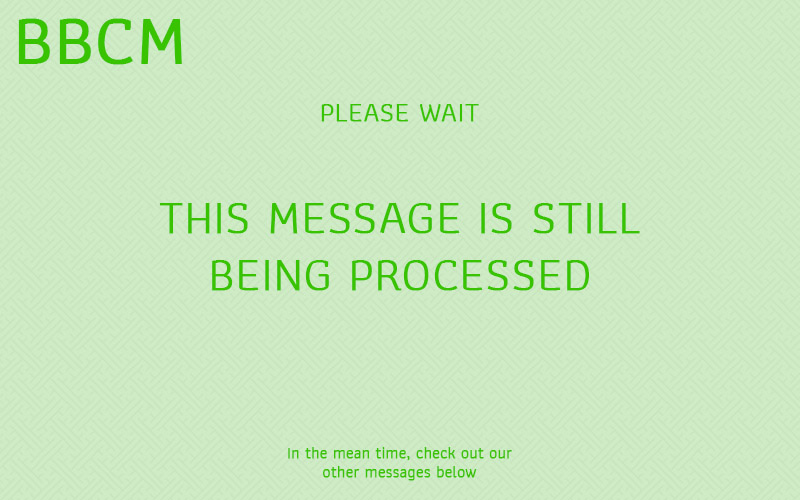 BBCM
PLEASE WAIT
THIS MESSAGE IS STILL
BEING PROCESSED
In the mean time, check out our
other messages below